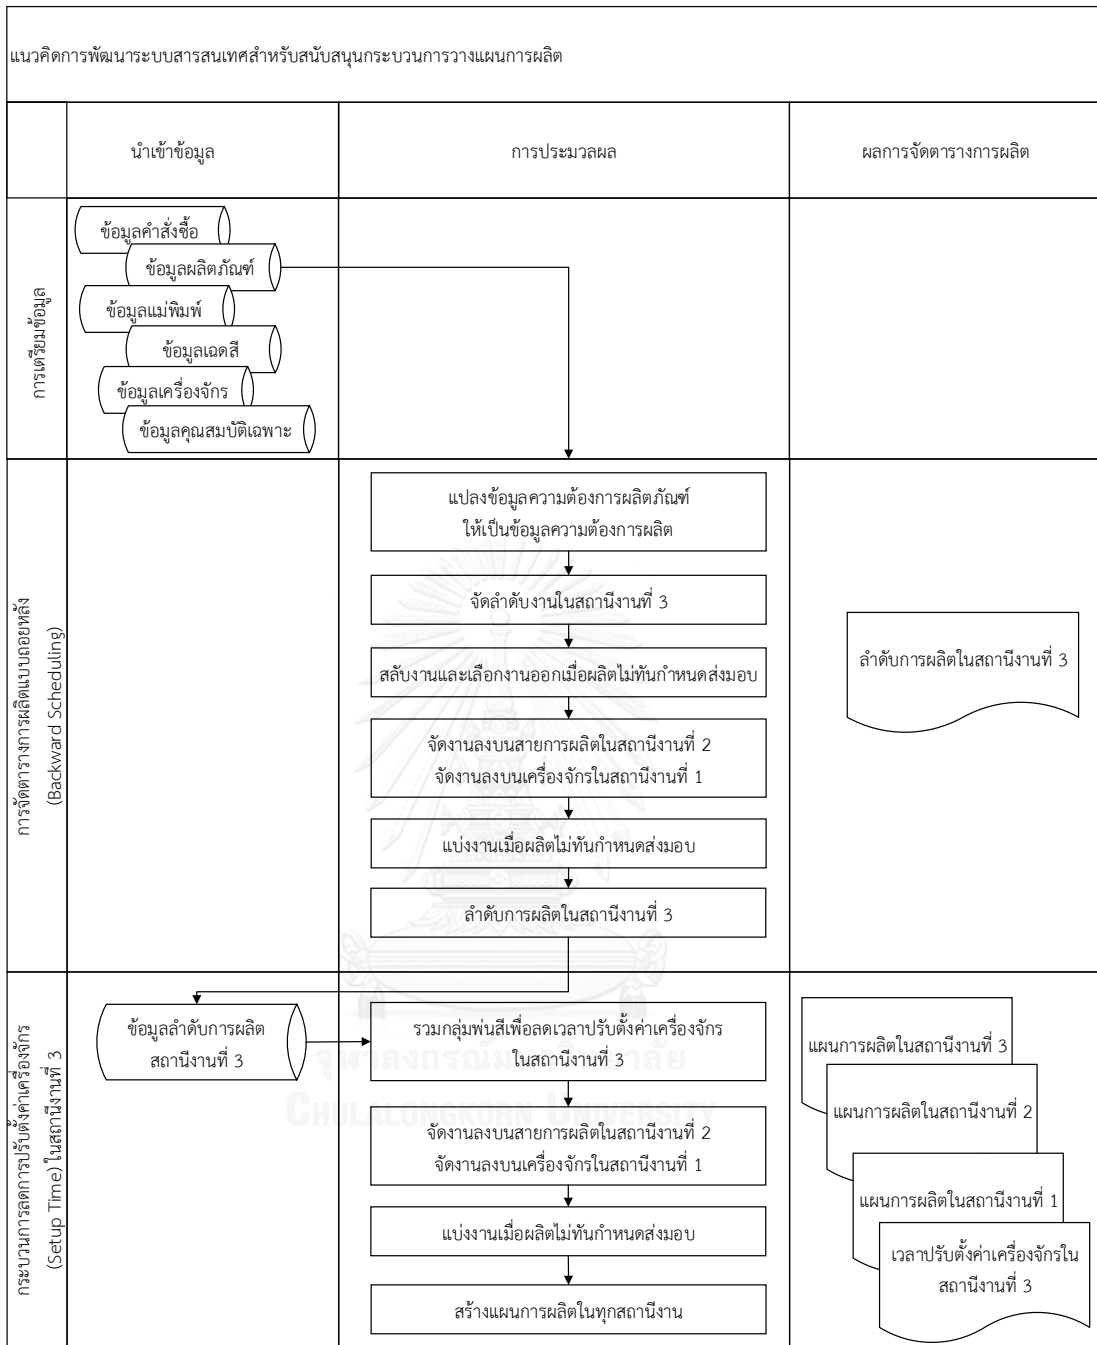 แนวคิดการพัฒนาระบบสารสนเทศสำหรับสนับสนุนกระบวนการวางแผนการผลิต
นำเข้าข้อมูล
การประมวลผล
ผลการจัดตารางการผลิต
การเตรียมข้อมูล
ข้อมูลคำสั่งซื้อ
ข้อมูลผลิตภัณฑ์
ข้อมูลแม่พิมพ์
ข้อมูลเฉดสี
ข้อมูลเครื่องจักร
ข้อมูลคุณสมบัติเฉพาะ
การจัดตารางการผลิตแบบถอยหลัง
(Backward Scheduling)
แปลงข้อมูลความต้องการผลิตภัณฑ์
ให้เป็นข้อมูลความต้องการผลิต
จัดลำดับงานในสถานีงานที่ 3
สลับงานและเลือกงานออกเมื่อผลิตไม่ทันกำหนดส่งมอบ
จัดงานลงบนสายการผลิตในสถานีงานที่ 2
จัดงานลงบนเครื่องจักรในสถานีงานที่ 1
แบ่งงานเมื่อผลิตไม่ทันกำหนดส่งมอบ
ลำดับการผลิตในสถานีงานที่ 3
ลำดับการผลิตในสถานีงานที่ 3
กระบวนการลดการปรับตั้งค่าเครื่องจักร
(Setup Time) ในสถานีงานที่ 3
ข้อมูลลำดับการผลิต
สถานีงานที่ 3
รวมกลุ่มพ่นสีเพื่อลดเวลาปรับตั้งค่าเครื่องจักร
ในสถานีงานที่ 3
จัดงานลงบนสายการผลิตในสถานีงานที่ 2
จัดงานลงบนเครื่องจักรในสถานีงานที่ 1
แบ่งงานเมื่อผลิตไม่ทันกำหนดส่งมอบ
สร้างแผนการผลิตในทุกสถานีงาน
แผนการผลิตในสถานีงานที่ 3
แผนการผลิตในสถานีงานที่ 2
แผนการผลิตในสถานีงานที่ 1
เวลาปรับตั้งค่าเครื่องจักรใน
สถานีงานที่ 3
จุฬาลงกรณ์มหาวิทยาลัย
CHULALONGKORN UNIVERSITY